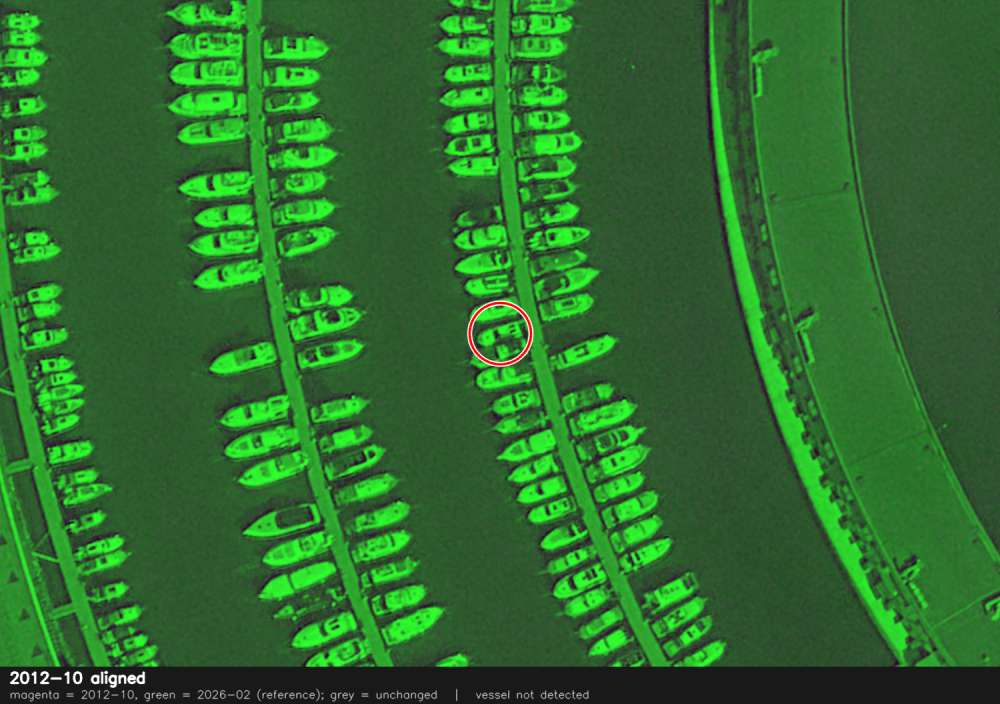 2012-10 aligned
magenta = 2012-10, green = 2026-02 (reference); grey = unchanged | vessel not detected